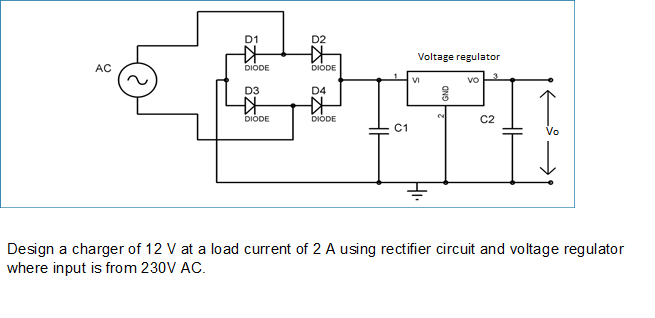 D1
D2
Voltage regulator
AC
DIODE
DIODE
1
VI
VO
3
GND
D3
D4
DIODE
DIODE
2
C1
C2
Vo
Design a charger of 12 V at a load current of 2 A using rectifier circuit and voltage regulator
where input is from 230V AC.